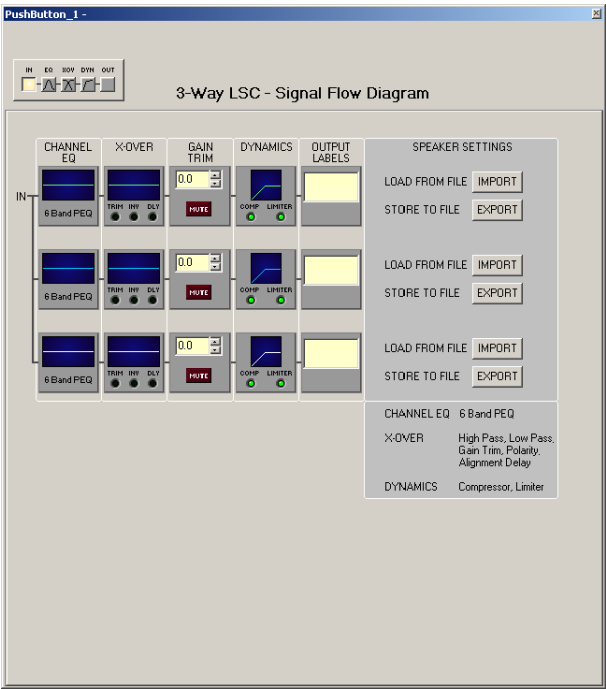 PushButton_1 -
IN EQ XOV DYN OUT
3-Way LSC - Signal Flow Diagram
CHANNEL EQ
X-OVER
GAIN TRIM
DYNAMICS
OUTPUT LABELS
SPEAKER SETTINGS
IN
6 Band PEQ
TRIM INV DLY
0.0
MUTE
COMP LIMITER
LOAD FROM FILE IMPORT
STORE TO FILE EXPORT
6 Band PEQ
TRIM INV DLY
0.0
MUTE
COMP LIMITER
LOAD FROM FILE IMPORT
STORE TO FILE EXPORT
6 Band PEQ
TRIM INV DLY
0.0
MUTE
COMP LIMITER
LOAD FROM FILE IMPORT
STORE TO FILE EXPORT
CHANNEL EQ 6 Band PEQ
X-OVER High Pass, Low Pass,
Gain Trim, Polarity,
Alignment Delay
DYNAMICS Compressor, Limiter